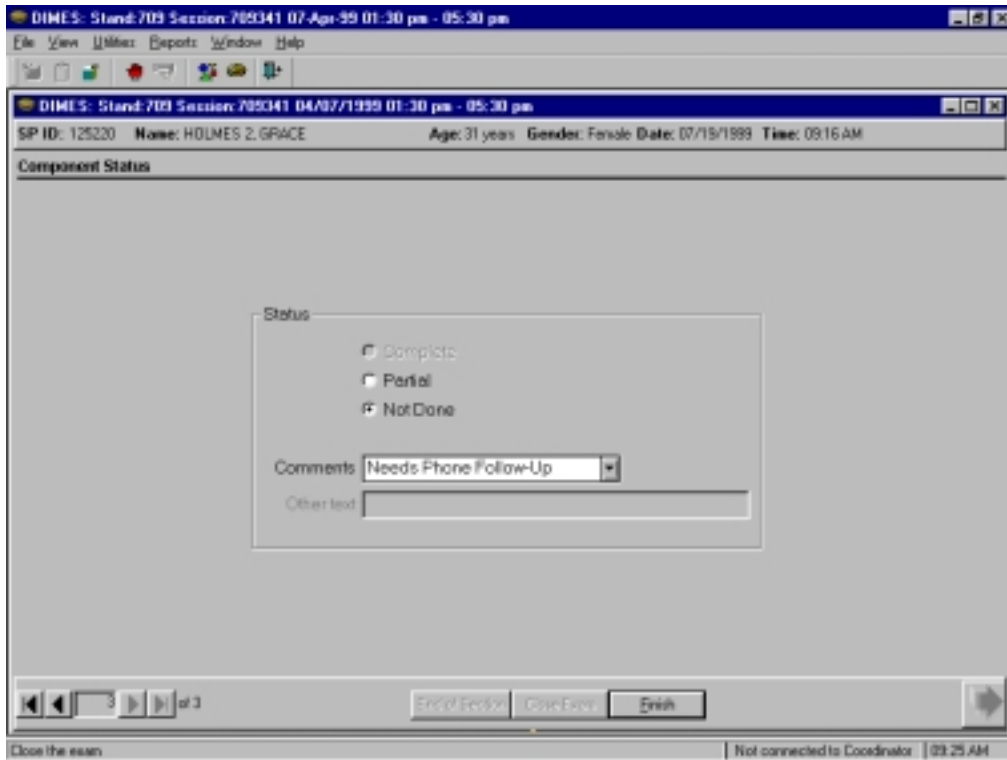 DIMES: Stand:709 Session:709341 07-Apr-99 01:30 pm - 05:30 pm
File View Utilities Reports Window Help
DIMES: Stand:709 Session:709341 04/07/1999 01:30 pm - 05:30 pm
SP ID: 125220 Name: HOLMES 2, GRACE Age: 31 years Gender: Female Date: 07/19/1999 Time: 09:16 AM
Component Status
Status
Complete
Partial
Not Done
Comments Needs Phone Follow-Up
Other text
3 of 3 End of Section Close Exam Finish
Close the exam Not connected to Coordinator 09:25 AM